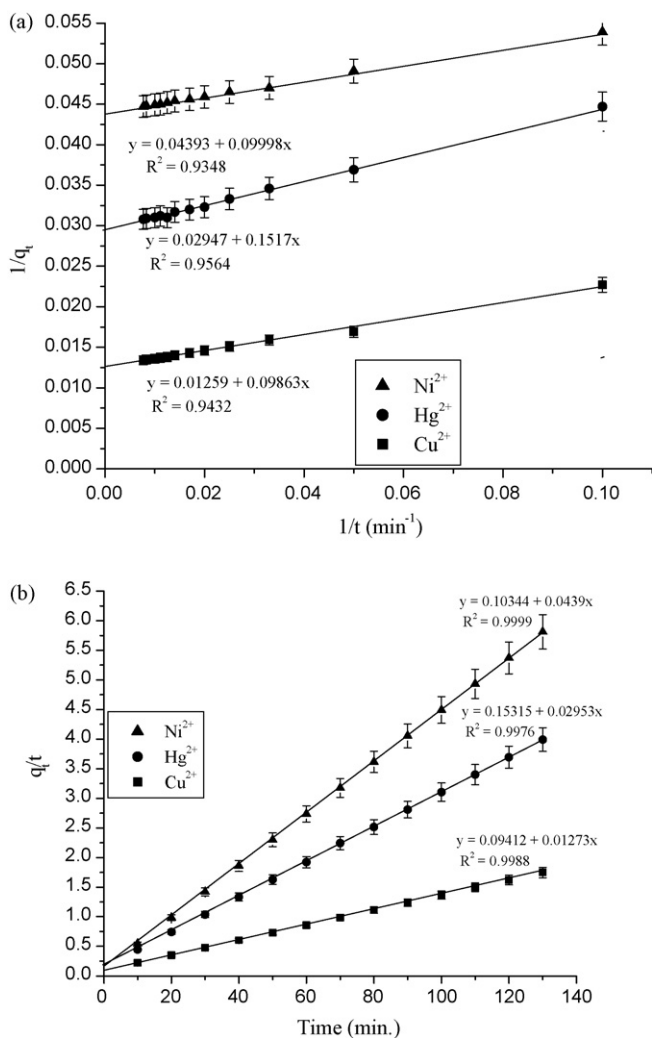 (a)
0.055
0.050
0.045
0.040
0.035
0.030
0.025
0.020
0.015
0.010
0.005
0.000
1/qt
y = 0.04393 + 0.09998x
R² = 0.9348
y = 0.02947 + 0.1517x
R² = 0.9564
y = 0.01259 + 0.09863x
R² = 0.9432
Ni²⁺
Hg²⁺
Cu²⁺
0.00 0.02 0.04 0.06 0.08 0.10
1/t (min⁻¹)
(b)
6.5
6.0
5.5
5.0
4.5
4.0
3.5
3.0
2.5
2.0
1.5
1.0
0.5
0.0
qt/t
y = 0.10344 + 0.0439x
R² = 0.9999
y = 0.15315 + 0.02953x
R² = 0.9976
y = 0.09412 + 0.01273x
R² = 0.9988
Ni²⁺
Hg²⁺
Cu²⁺
0 20 40 60 80 100 120 140
Time (min.)